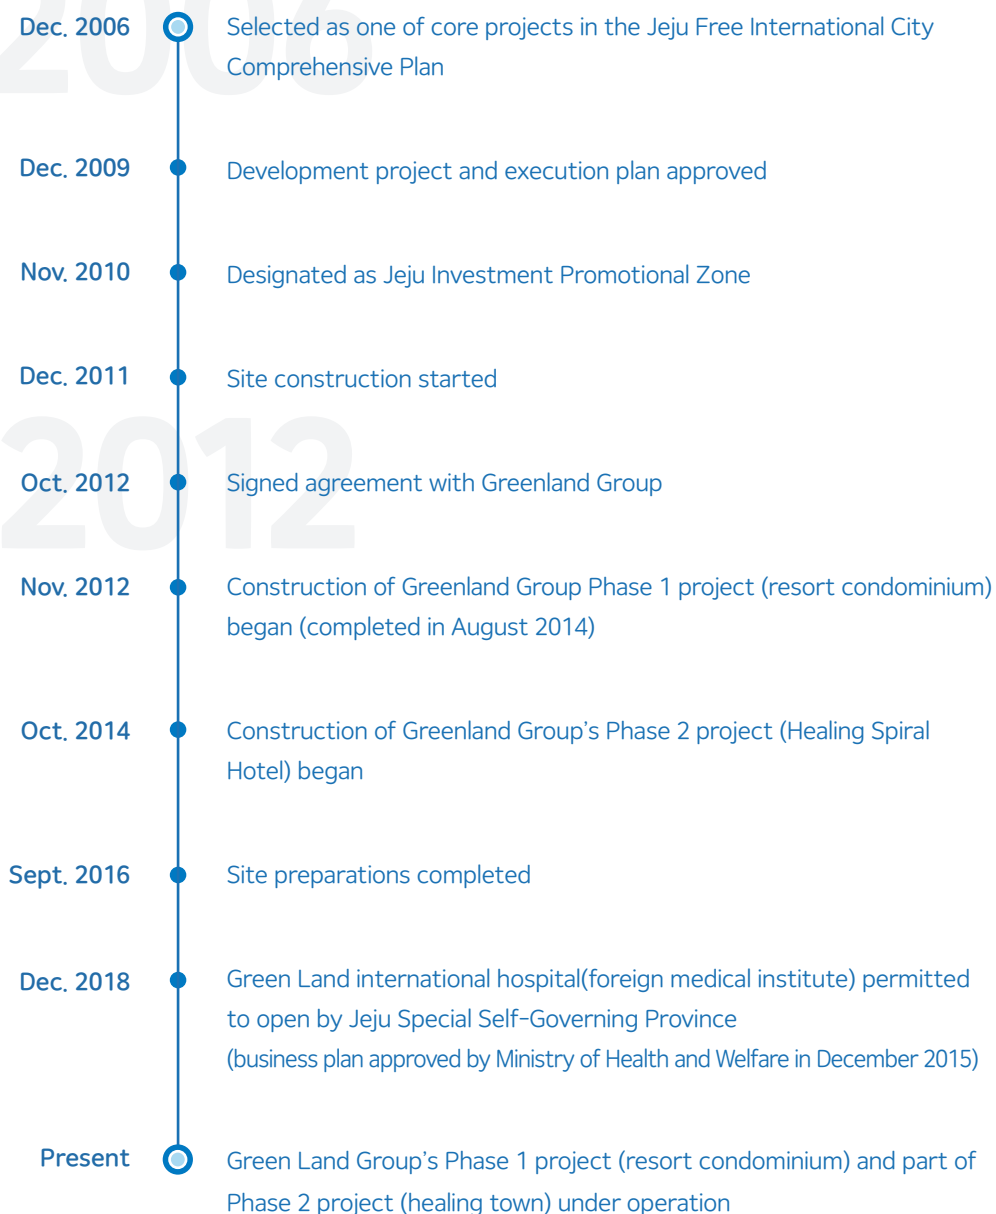 2006
Dec. 2006
Selected as one of core projects in the Jeju Free International City
Comprehensive Plan
Dec. 2009
Development project and execution plan approved
Nov. 2010
Designated as Jeju Investment Promotional Zone
Dec. 2011
Site construction started
2012
Oct. 2012
Signed agreement with Greenland Group
Nov. 2012
Construction of Greenland Group Phase 1 project (resort condominium)
began (completed in August 2014)
Oct. 2014
Construction of Greenland Group's Phase 2 project (Healing Spiral
Hotel) began
Sept. 2016
Site preparations completed
Dec. 2018
Green Land international hospital(foreign medical institute) permitted
to open by Jeju Special Self-Governing Province
(business plan approved by Ministry of Health and Welfare in December 2015)
Present
Green Land Group's Phase 1 project (resort condominium) and part of
Phase 2 project (healing town) under operation